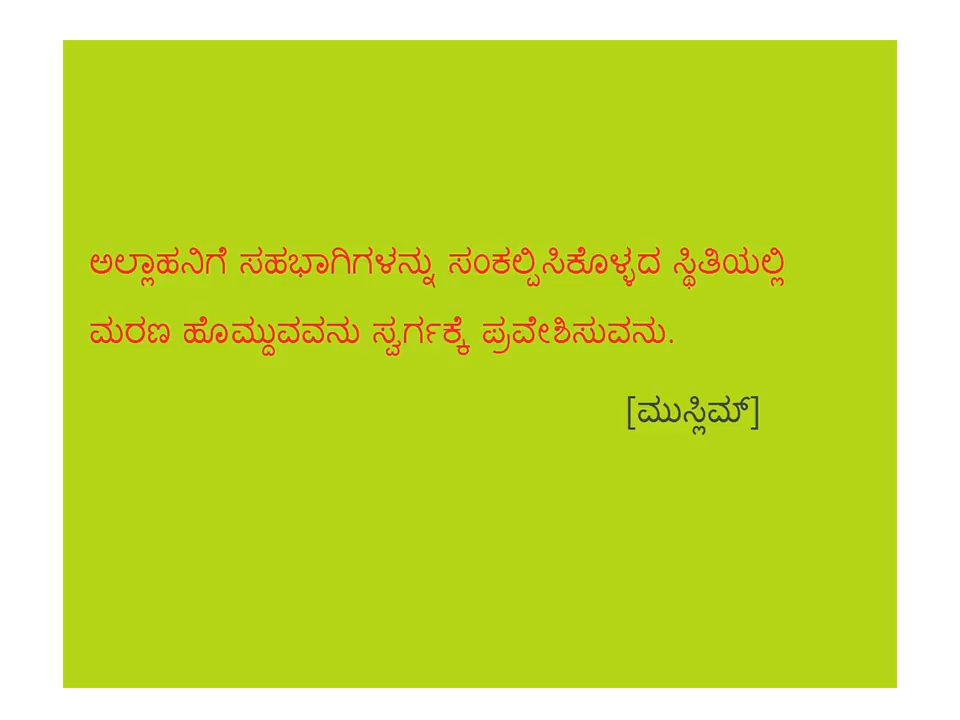 ಅಲ್ಲಾಹನಿಗೆ ಸಹಭಾಗಿಗಳನ್ನು ಸಂಕಲ್ಪಿಸಿಕೊಳ್ಳದ ಸ್ಥಿತಿಯಲ್ಲಿ
ಮರಣ ಹೊಮ್ದುವವನು ಸ್ವರ್ಗಕ್ಕೆ ಪ್ರವೇಶಿಸುವನು.
[ಮುಸ್ಲಿಮ್]